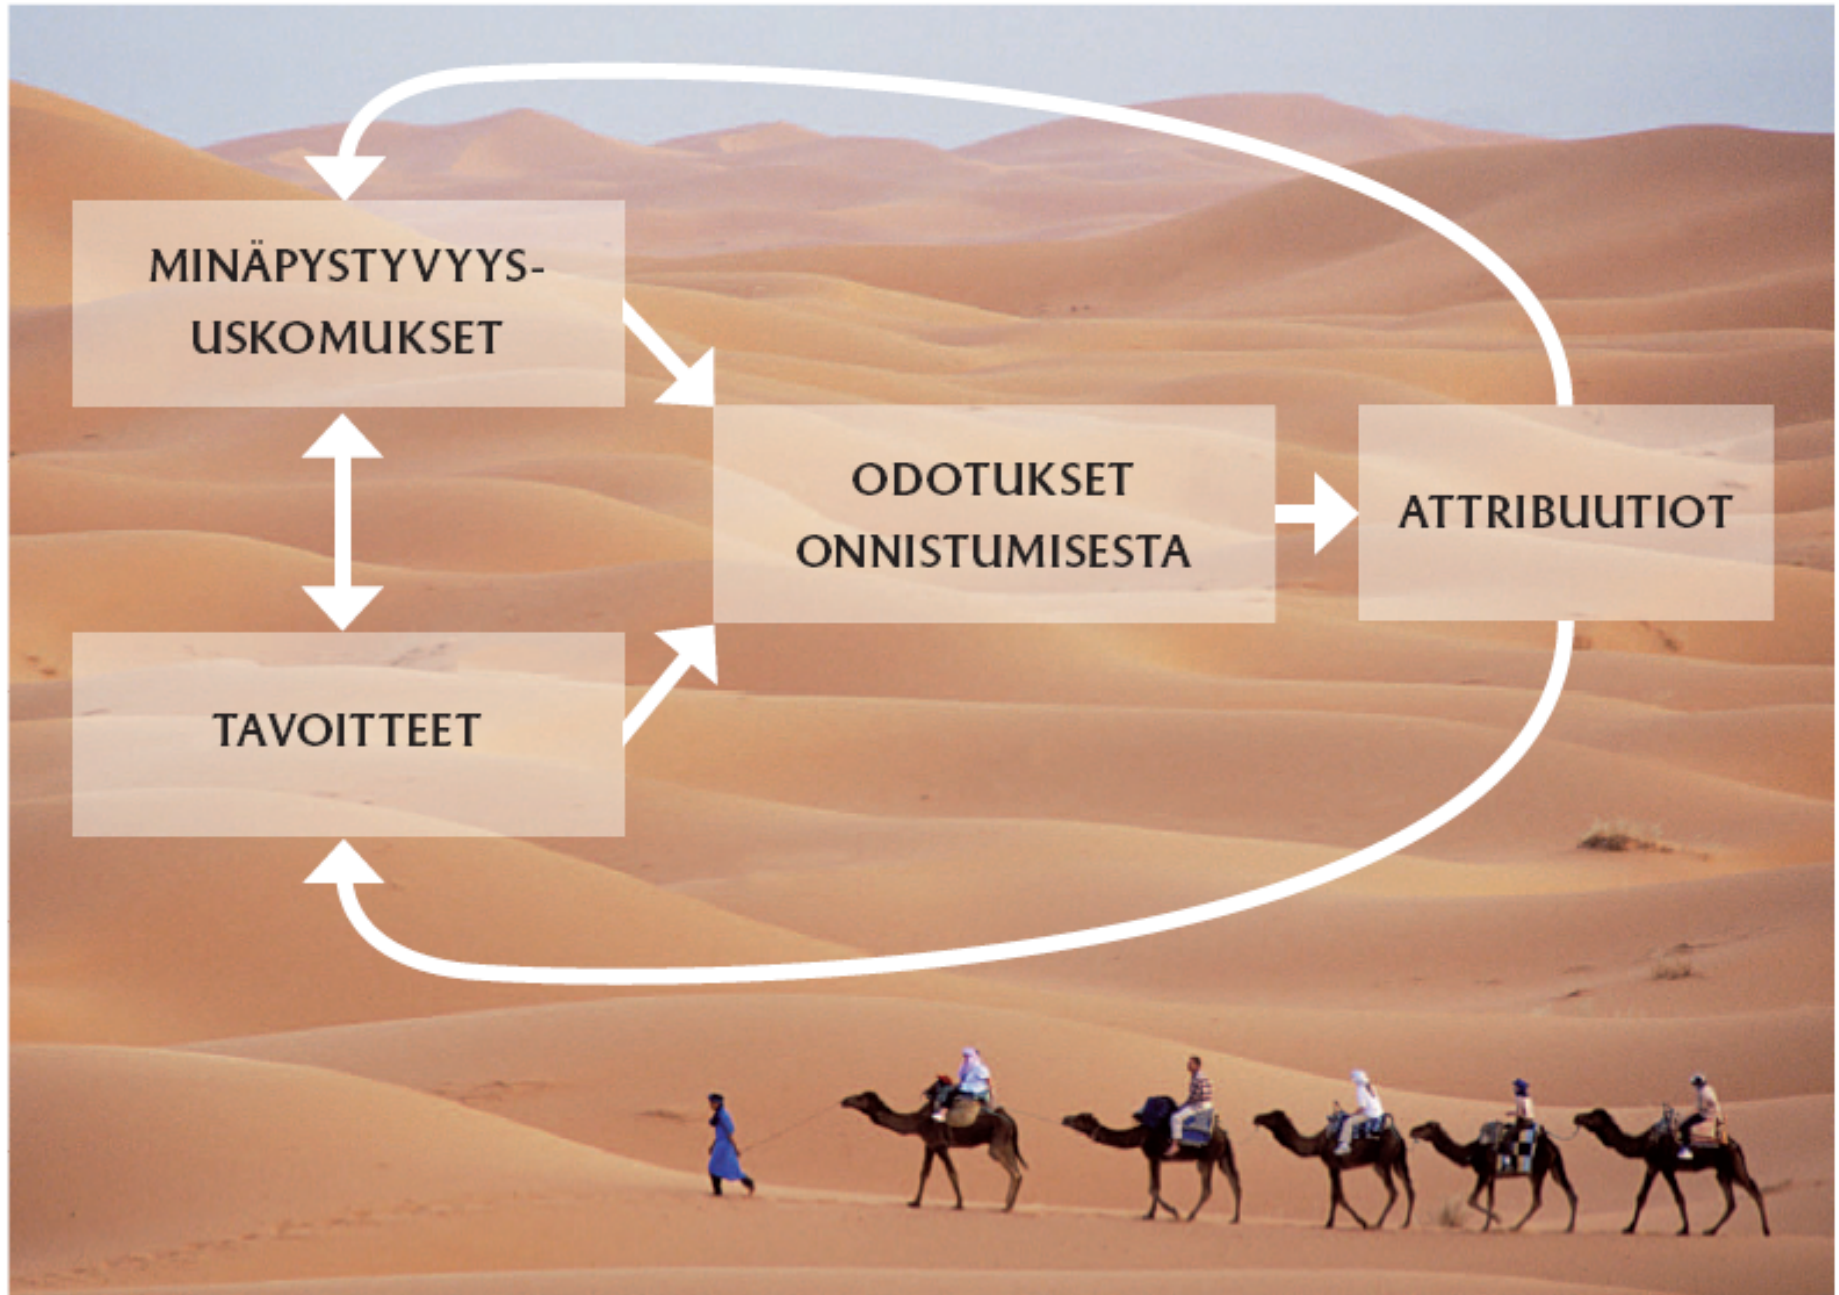 MINÄPYSTYVYYS-
USKOMUKSET
ODOTUKSET
ONNISTUMISESTA
ATTRIBUUTIOT
TAVOITTEET